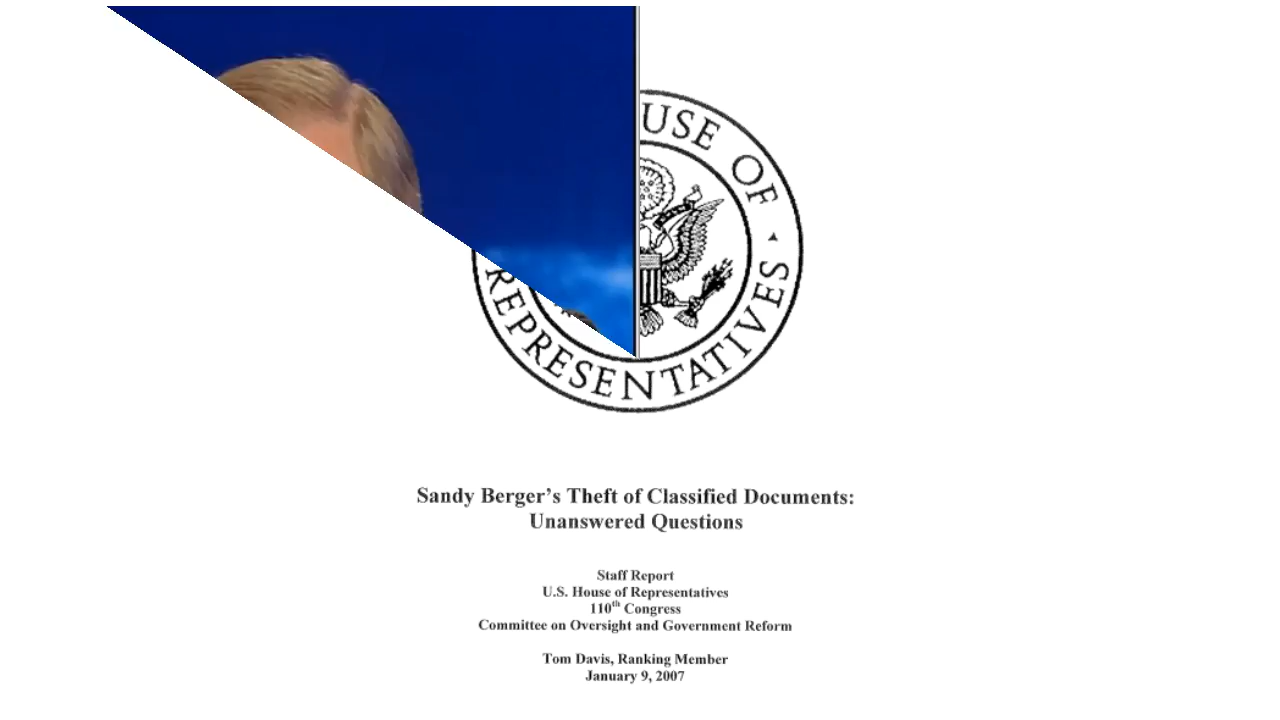 USE OF
REPRESENTATIVES
Sandy Berger's Theft of Classified Documents:
Unanswered Questions
Staff Report
U.S. House of Representatives
110th Congress
Committee on Oversight and Government Reform
Tom Davis, Ranking Member
January 9, 2007